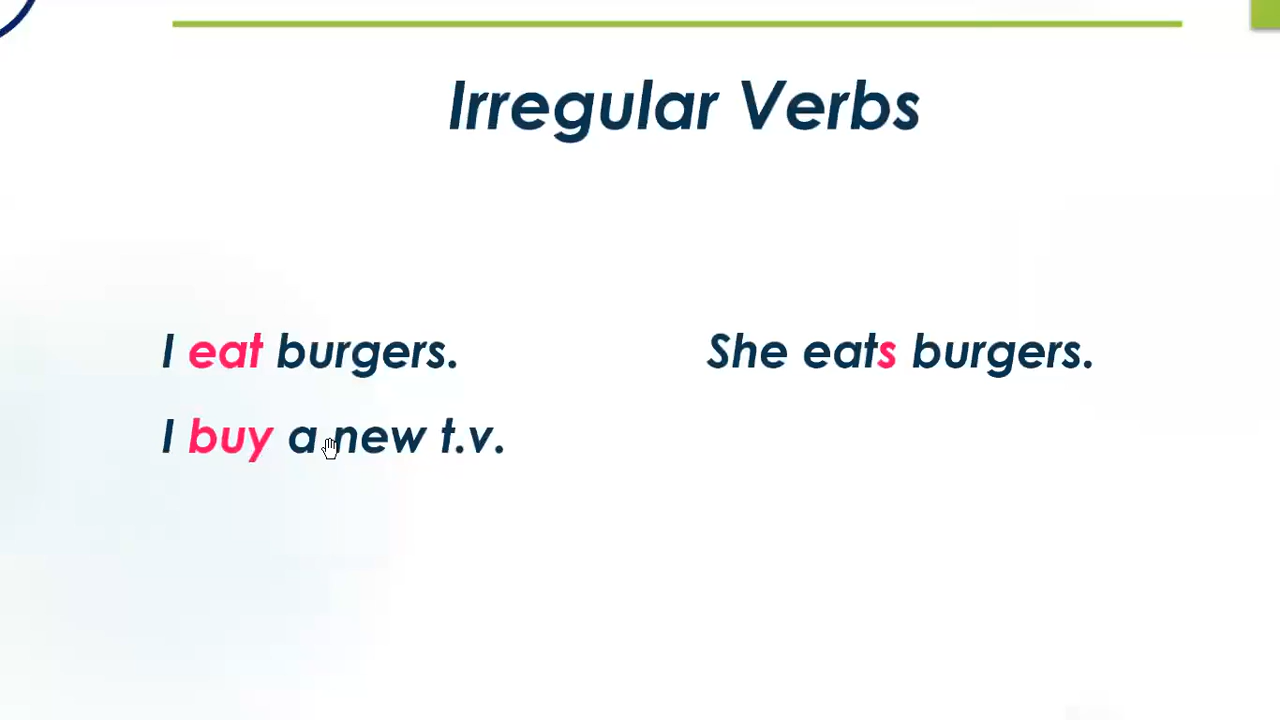 Irregular Verbs
I eat burgers.
She eats burgers.
I buy a new t.v.